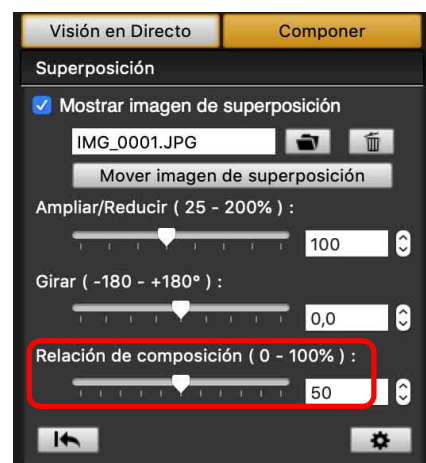 Visión en Directo Componer
Superposición
Mostrar imagen de superposición
IMG_0001.JPG
Mover imagen de superposición
Ampliar/Reducir ( 25 - 200% ) :
100
Girar ( -180 - +180° ) :
0,0
Relación de composición ( 0 - 100% ) :
50